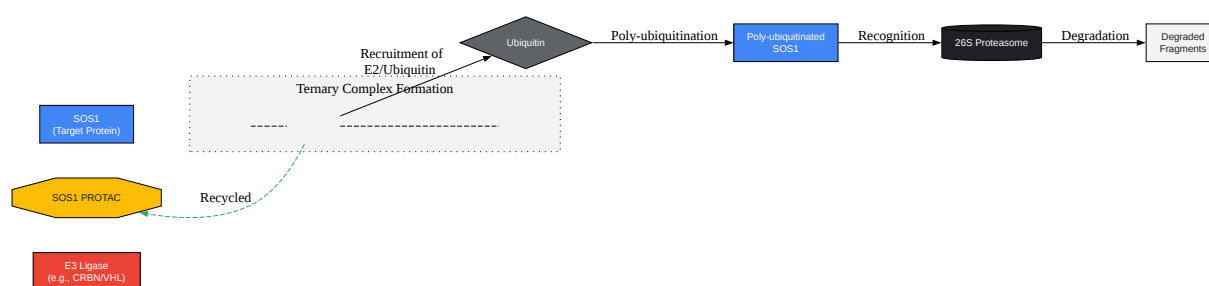 Recruitment of
E2/Ubiquitin
Ubiquitin
Poly-ubiquitination
Poly-ubiquitinated
SOS1
Recognition
26S Proteasome
Degradation
Degraded
Fragments
Ternary Complex Formation
SOS1
(Target Protein)
SOS1 PROTAC
Recycled
E3 Ligase
(e.g., CRBN/VHL)